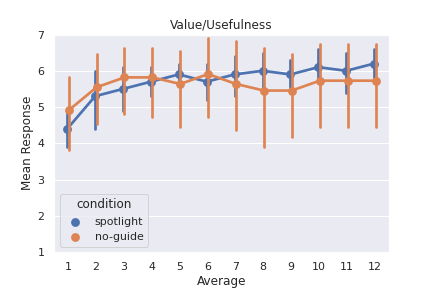 Value/Usefulness
7
6
5
4
3
2
1
Mean Response
condition
spotlight
no-guide
1 2 3 4 5 6 7 8 9 10 11 12
Average